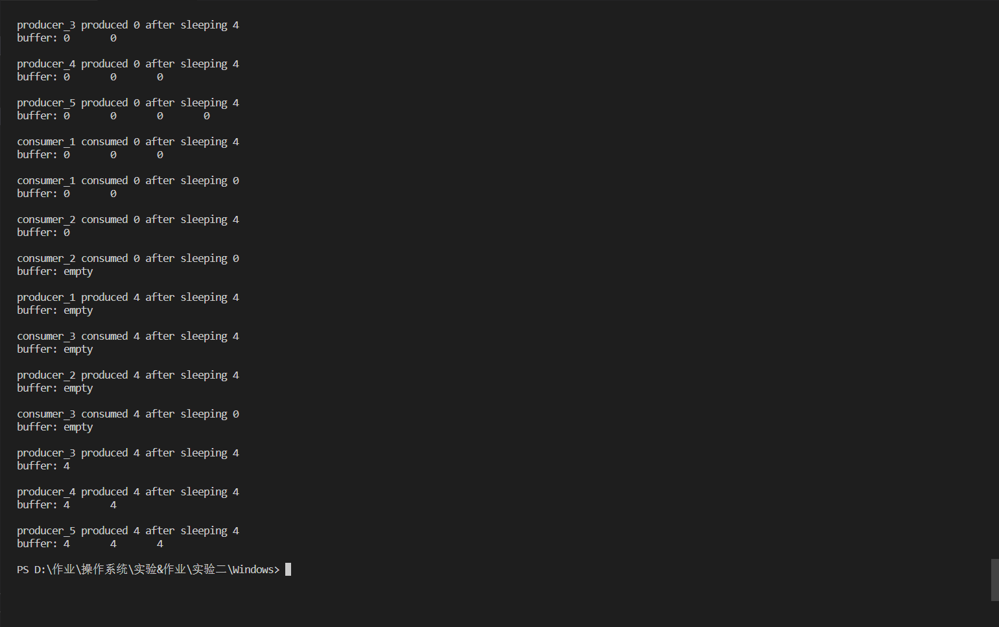 producer_3 produced 0 after sleeping 4
buffer: 0       0
producer_4 produced 0 after sleeping 4
buffer: 0       0       0
producer_5 produced 0 after sleeping 4
buffer: 0       0       0       0
consumer_1 consumed 0 after sleeping 4
buffer: 0       0       0
consumer_1 consumed 0 after sleeping 0
buffer: 0       0
consumer_2 consumed 0 after sleeping 4
buffer: 0
consumer_2 consumed 0 after sleeping 0
buffer: empty
producer_1 produced 4 after sleeping 4
buffer: empty
consumer_3 consumed 4 after sleeping 4
buffer: empty
producer_2 produced 4 after sleeping 4
buffer: empty
consumer_3 consumed 4 after sleeping 0
buffer: empty
producer_3 produced 4 after sleeping 4
buffer: 4
producer_4 produced 4 after sleeping 4
buffer: 4       4
producer_5 produced 4 after sleeping 4
buffer: 4       4       4
PS D:\作业\操作系统\实验&作业\实验二\Windows>